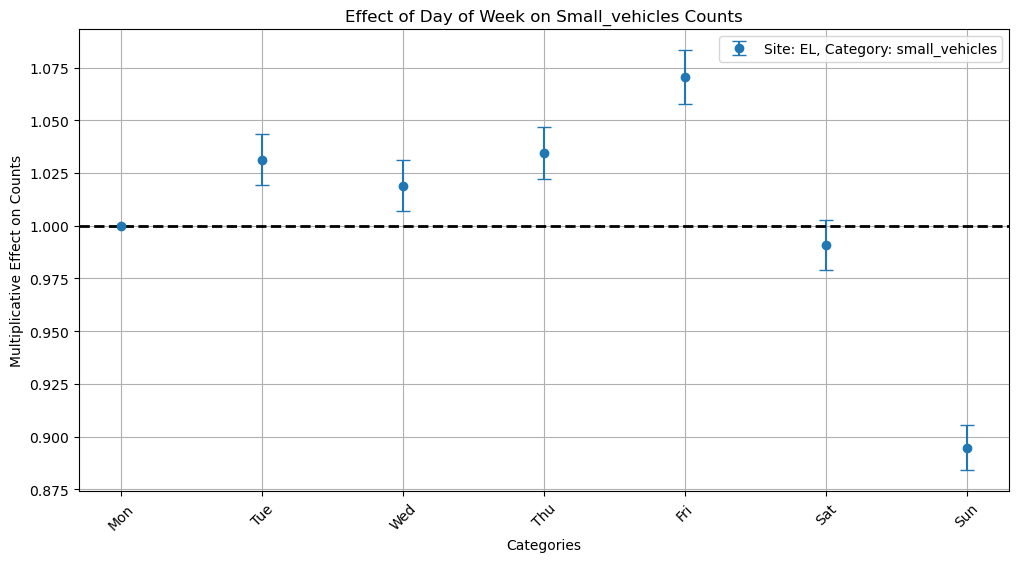 Effect of Day of Week on Small_vehicles Counts
Site: EL, Category: small_vehicles
Multiplicative Effect on Counts
1.075
1.050
1.025
1.000
0.975
0.950
0.925
0.900
0.875
Mon
Tue
Wed
Thu
Fri
Sat
Sun
Categories